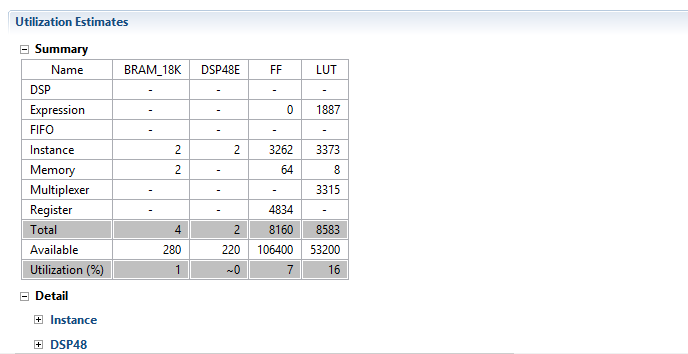 Utilization Estimates
Summary
Name BRAM_18K DSP48E FF LUT
DSP - - - -
Expression - - 0 1887
FIFO - - - -
Instance 2 2 3262 3373
Memory 2 - 64 8
Multiplexer - - - 3315
Register - - 4834 -
Total 4 2 8160 8583
Available 280 220 106400 53200
Utilization (%) 1 ~0 7 16
Detail
Instance
DSP48